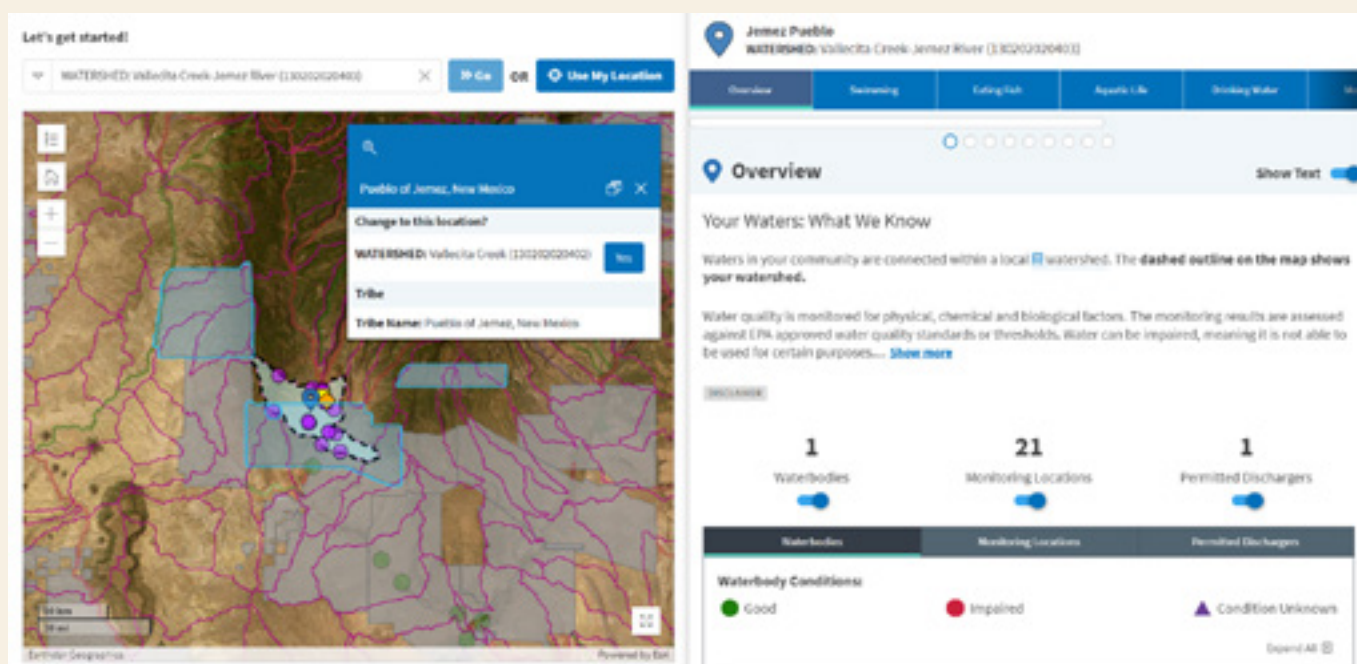 Let's get started!
WATERSHED: Vallecita Creek-Jemez River (130202020403)
Go
OR
Use My Location
Pueblo of Jemez, New Mexico
Change to this location?
WATERSHED: Vallecita Creek (130202020402)
Yes
Tribe
Tribe Name: Pueblo of Jemez, New Mexico
Earthstar Geographics
Powered by Esri
Jemez Pueblo
WATERSHED: Vallecita Creek-Jemez River (130202020403)
Overview
Swimming
Eating Fish
Aquatic Life
Drinking Water
Overview
Show Text
Your Waters: What We Know
Waters in your community are connected within a local watershed. The dashed outline on the map shows
your watershed.
Water quality is monitored for physical, chemical and biological factors. The monitoring results are assessed
against EPA approved water quality standards or thresholds. Water can be impaired, meaning it is not able to
be used for certain purposes.... Show more
DISCLAIMER
1
Waterbodies
21
Monitoring Locations
1
Permitted Dischargers
Waterbodies
Monitoring Locations
Permitted Dischargers
Waterbody Conditions:
Good
Impaired
Condition Unknown
Expand All